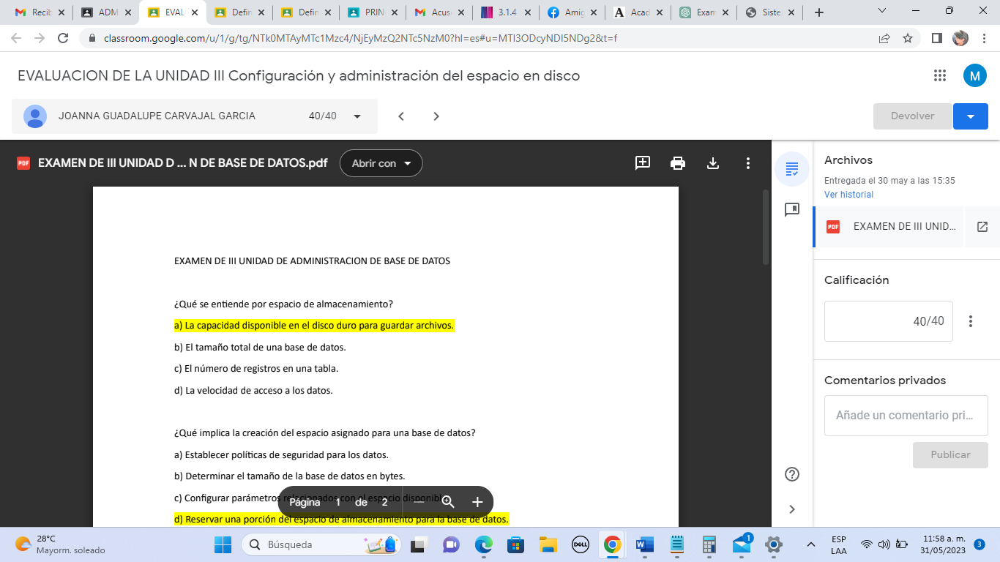 Recib
ADM
EVAL
Defin
Defin
PRIN
Acus
3.1.4
Amig
Acad
Exam
Siste
classroom.google.com/u/1/g/tg/NTk0MTAyMTc1Mzc4/NjEyMzQ2NTc5NzM0?hl=es#u=MTI3ODcyNDI5NDg2&t=f
EVALUACION DE LA UNIDAD III Configuración y administración del espacio en disco
M
JOANNA GUADALUPE CARVAJAL GARCIA 40/40
Devolver
PDF EXAMEN DE III UNIDAD D ... N DE BASE DE DATOS.pdf
Abrir con
EXAMEN DE III UNIDAD DE ADMINISTRACION DE BASE DE DATOS
¿Qué se entiende por espacio de almacenamiento?
a) La capacidad disponible en el disco duro para guardar archivos.
b) El tamaño total de una base de datos.
c) El número de registros en una tabla.
d) La velocidad de acceso a los datos.
¿Qué implica la creación del espacio asignado para una base de datos?
a) Establecer políticas de seguridad para los datos.
b) Determinar el tamaño de la base de datos en bytes.
c) Configurar parámetros relacionados con el espacio disponible.
d) Reservar una porción del espacio de almacenamiento para la base de datos.
Página 1 de 2
Archivos
Entregada el 30 may a las 15:35
Ver historial
PDF EXAMEN DE III UNID...
Calificación
40/40
Comentarios privados
Añade un comentario pri...
Publicar
28°C
Mayorm. soleado
Búsqueda
DELL
1
ESP
LAA
11:58 a. m.
31/05/2023
3